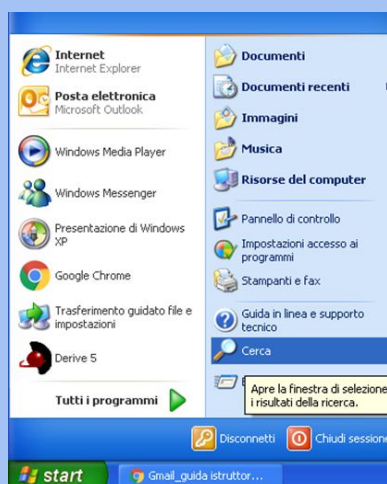 Internet
Internet Explorer
Posta elettronica
Microsoft Outlook
Windows Media Player
Windows Messenger
Presentazione di Windows
XP
Google Chrome
Trasferimento guidato file e
impostazioni
Derive 5
Tutti i programmi
Documenti
Documenti recenti
Immagini
Musica
Risorse del computer
Pannello di controllo
Impostazioni accesso ai
programmi
Stampanti e fax
Guida in linea e supporto
tecnico
Cerca
Apre la finestra di selezione
i risultati della ricerca.
Disconnetti
Chiudi sessione
start
Gmail_guida istruttor...